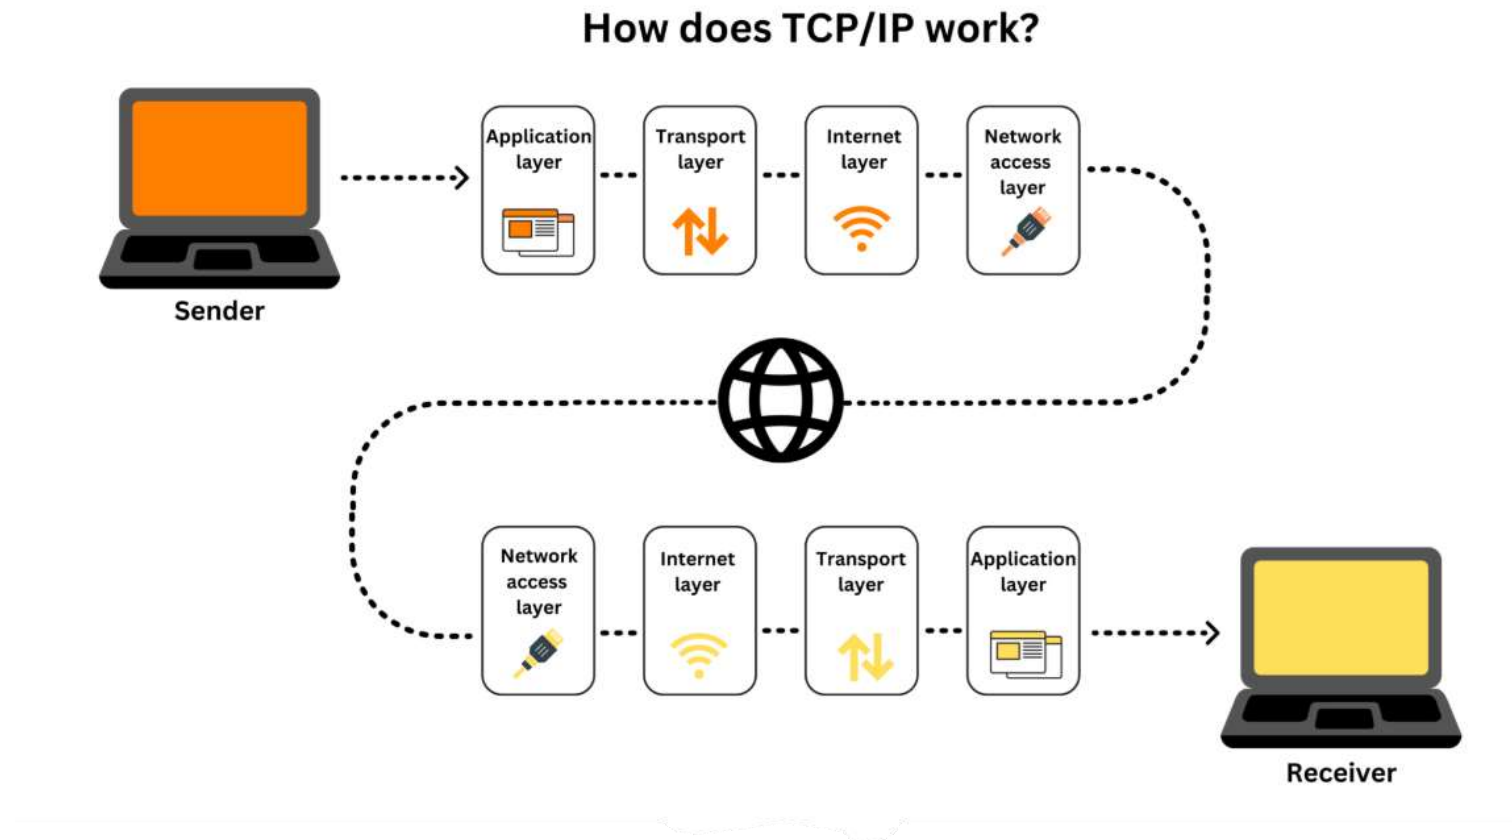 How does TCP/IP work?
Application
layer
Transport
layer
Internet
layer
Network
access
layer
Sender
Network
access
layer
Internet
layer
Transport
layer
Application
layer
Receiver